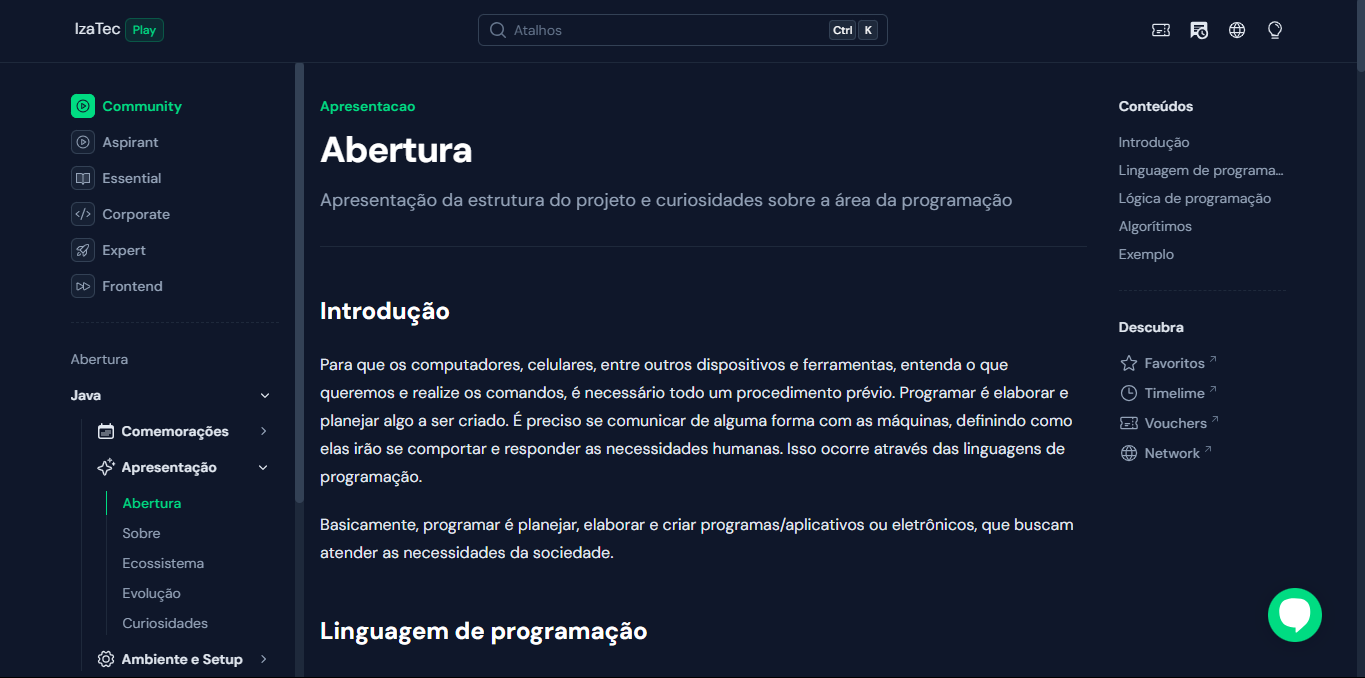 IzaTec Play
Atalhos Ctrl K
Community
Aspirant
Essential
Corporate
Expert
Frontend
Abertura
Java
Comemorações
Apresentação
Abertura
Sobre
Ecossistema
Evolução
Curiosidades
Ambiente e Setup
Apresentacao
Abertura
Apresentação da estrutura do projeto e curiosidades sobre a área da programação
Introdução
Para que os computadores, celulares, entre outros dispositivos e ferramentas, entenda o que
queremos e realize os comandos, é necessário todo um procedimento prévio. Programar é elaborar e
planejar algo a ser criado. É preciso se comunicar de alguma forma com as máquinas, definindo como
elas irão se comportar e responder as necessidades humanas. Isso ocorre através das linguagens de
programação.
Basicamente, programar é planejar, elaborar e criar programas/aplicativos ou eletrônicos, que buscam
atender as necessidades da sociedade.
Linguagem de programação
Conteúdos
Introdução
Linguagem de programa...
Lógica de programação
Algorítimos
Exemplo
Descubra
Favoritos
Timelime
Vouchers
Network